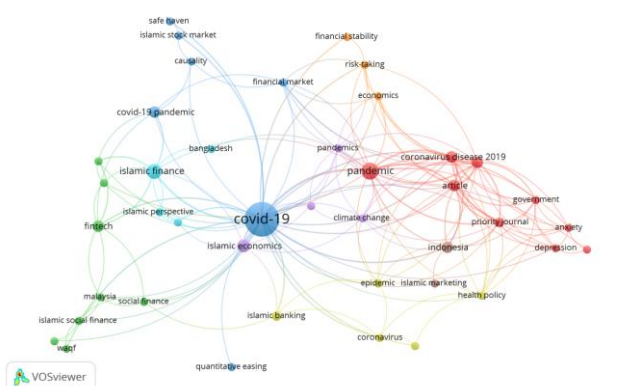 safe haven
islamic stock market
financial stability
causality
risk-taking
financial market
economics
covid-19 pandemic
bangladesh
pandemics
coronavirus disease 2019
islamic finance
pandemic
article
government
islamic perspective
covid-19
climate change
priority journal
fintech
anxiety
islamic economics
indonesia
depression
epidemic
islamic marketing
malaysia
social finance
health policy
islamic social finance
islamic banking
coronavirus
waqf
quantitative easing
VOSviewer